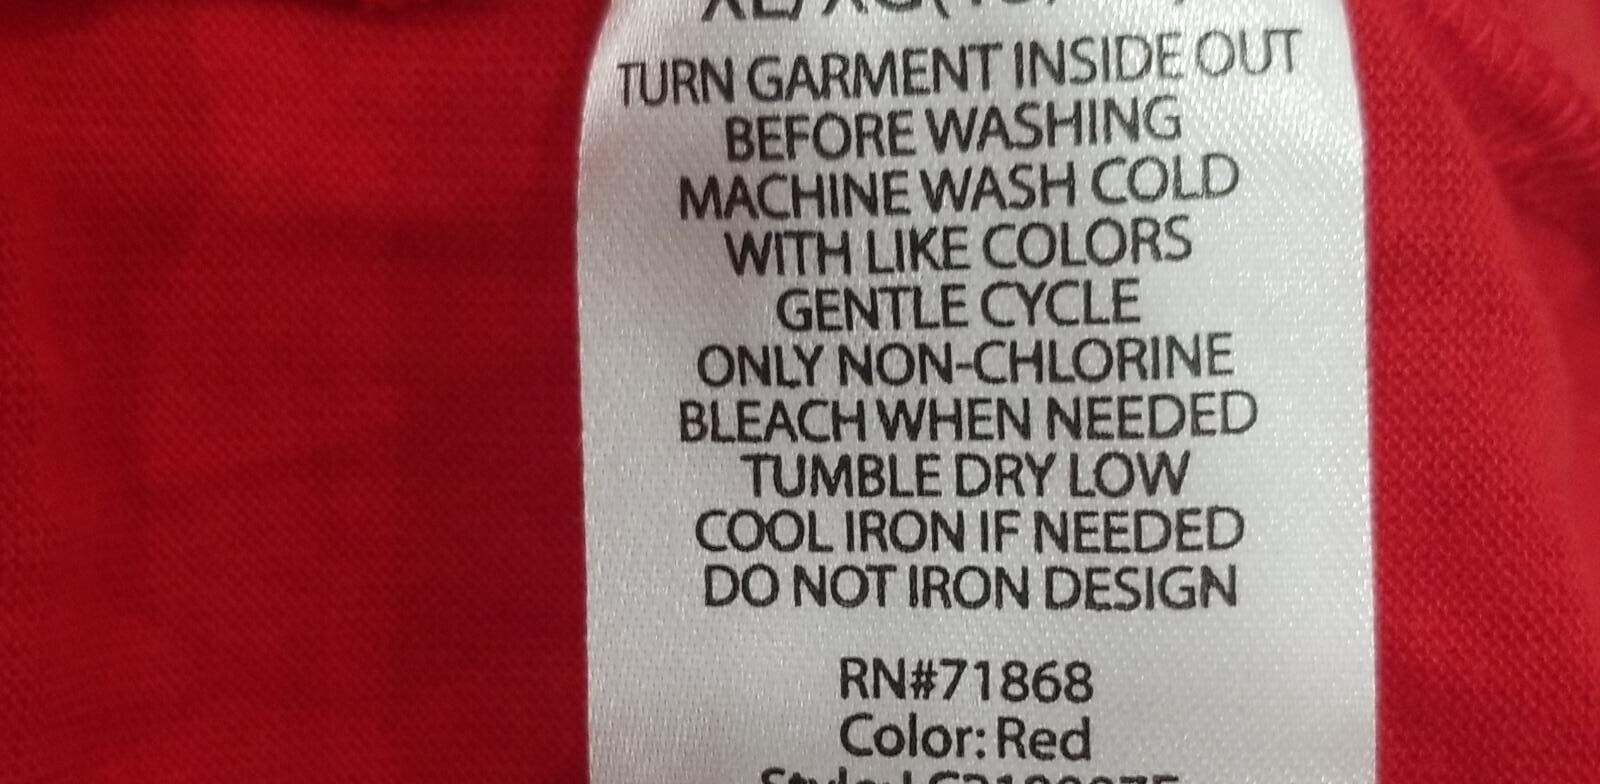 TURN GARMENT INSIDE OUT
BEFORE WASHING
MACHINE WASH COLD
WITH LIKE COLORS
GENTLE CYCLE
ONLY NON-CHLORINE
BLEACH WHEN NEEDED
TUMBLE DRY LOW
COOL IRON IF NEEDED
DO NOT IRON DESIGN
RN#71868
Color: Red